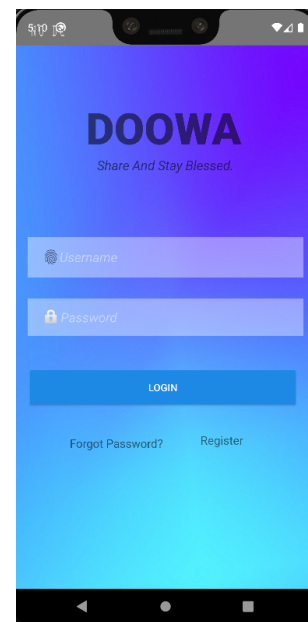 DOOWA
Share And Stay Blessed.
Username
Password
LOGIN
Forgot Password?
Register